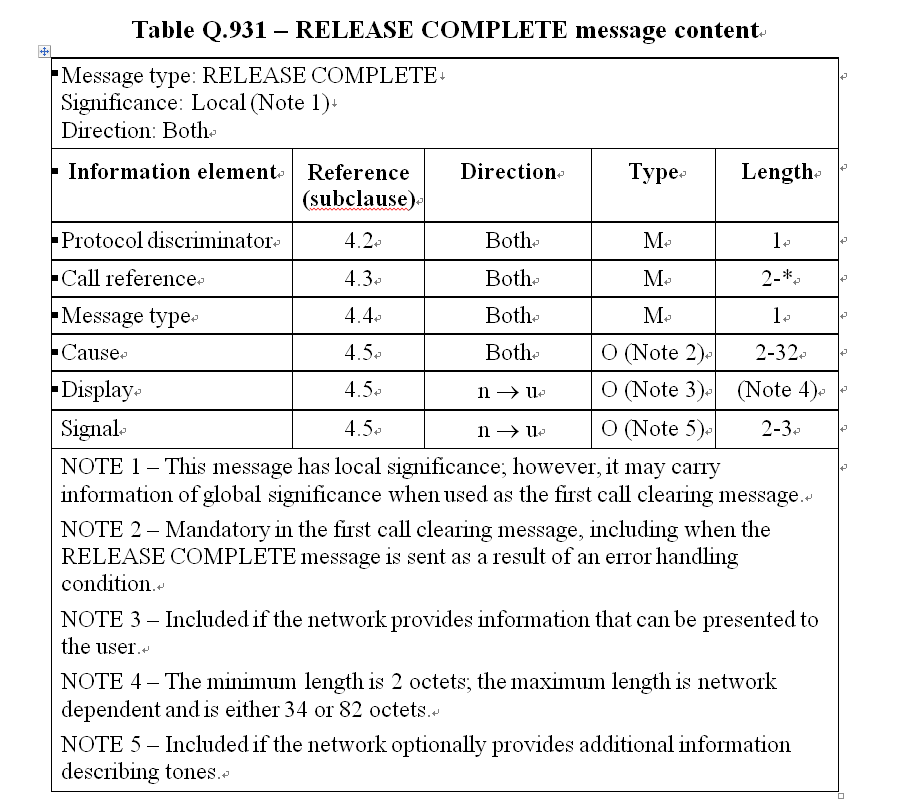 Table Q.931 – RELEASE COMPLETE message content
Message type: RELEASE COMPLETE
Significance: Local (Note 1)
Direction: Both
Information element Reference (subclause) Direction Type Length
Protocol discriminator 4.2 Both M 1
Call reference 4.3 Both M 2-*
Message type 4.4 Both M 1
Cause 4.5 Both O (Note 2) 2-32
Display 4.5 n → u O (Note 3) (Note 4)
Signal 4.5 n → u O (Note 5) 2-3
NOTE 1 – This message has local significance; however, it may carry
information of global significance when used as the first call clearing message.
NOTE 2 – Mandatory in the first call clearing message, including when the
RELEASE COMPLETE message is sent as a result of an error handling
condition.
NOTE 3 – Included if the network provides information that can be presented to
the user.
NOTE 4 – The minimum length is 2 octets; the maximum length is network
dependent and is either 34 or 82 octets.
NOTE 5 – Included if the network optionally provides additional information
describing tones.